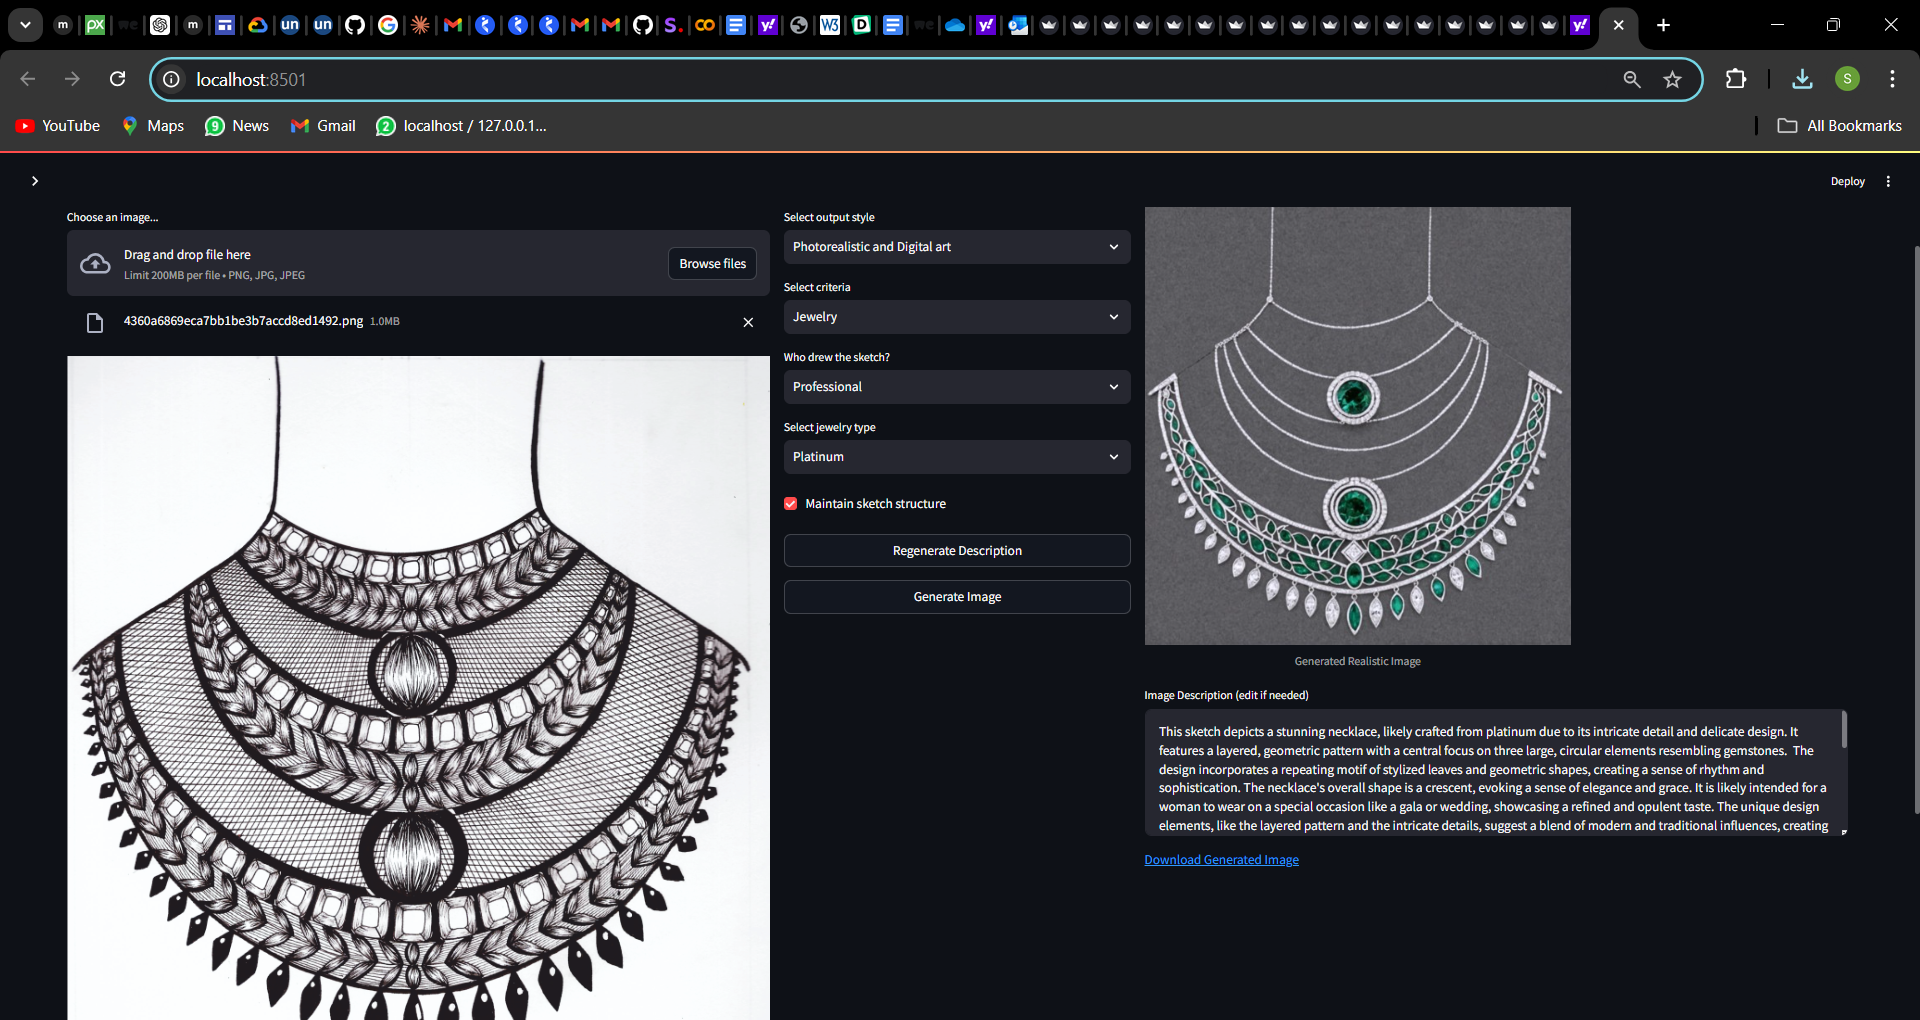 localhost:8501
YouTube
Maps
News
Gmail
localhost / 127.0.0.1...
All Bookmarks
Deploy
Choose an image...
Drag and drop file here
Limit 200MB per file • PNG, JPG, JPEG
Browse files
4360a6869eca7bb1be3b7accd8ed1492.png 1.0MB
Select output style
Photorealistic and Digital art
Select criteria
Jewelry
Who drew the sketch?
Professional
Select jewelry type
Platinum
Maintain sketch structure
Regenerate Description
Generate Image
Generated Realistic Image
Image Description (edit if needed)
This sketch depicts a stunning necklace, likely crafted from platinum due to its intricate detail and delicate design. It
features a layered, geometric pattern with a central focus on three large, circular elements resembling gemstones. The
design incorporates a repeating motif of stylized leaves and geometric shapes, creating a sense of rhythm and
sophistication. The necklace's overall shape is a crescent, evoking a sense of elegance and grace. It is likely intended for a
woman to wear on a special occasion like a gala or wedding, showcasing a refined and opulent taste. The unique design
elements, like the layered pattern and the intricate details, suggest a blend of modern and traditional influences, creating
Download Generated Image